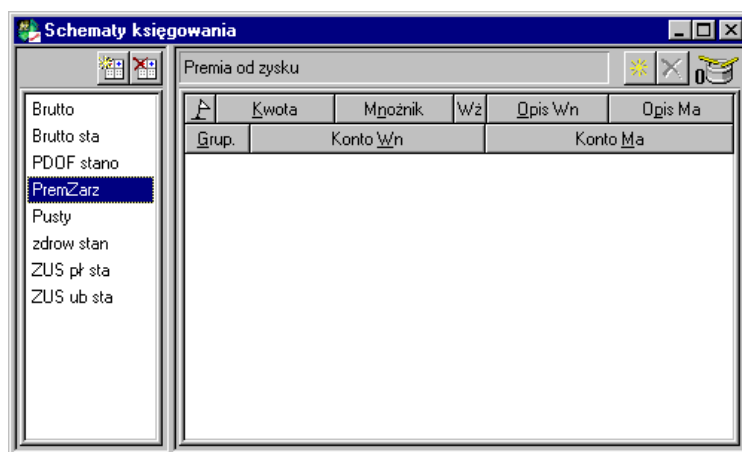 Schematy księgowania
Premia od zysku
0
Brutto
Brutto sta
PDOF stano
PremZarz
Pusty
zdrow stan
ZUS pł sta
ZUS ub sta
Kwota Mnożnik Wż Opis Wn Opis Ma
Grup. Konto Wn Konto Ma